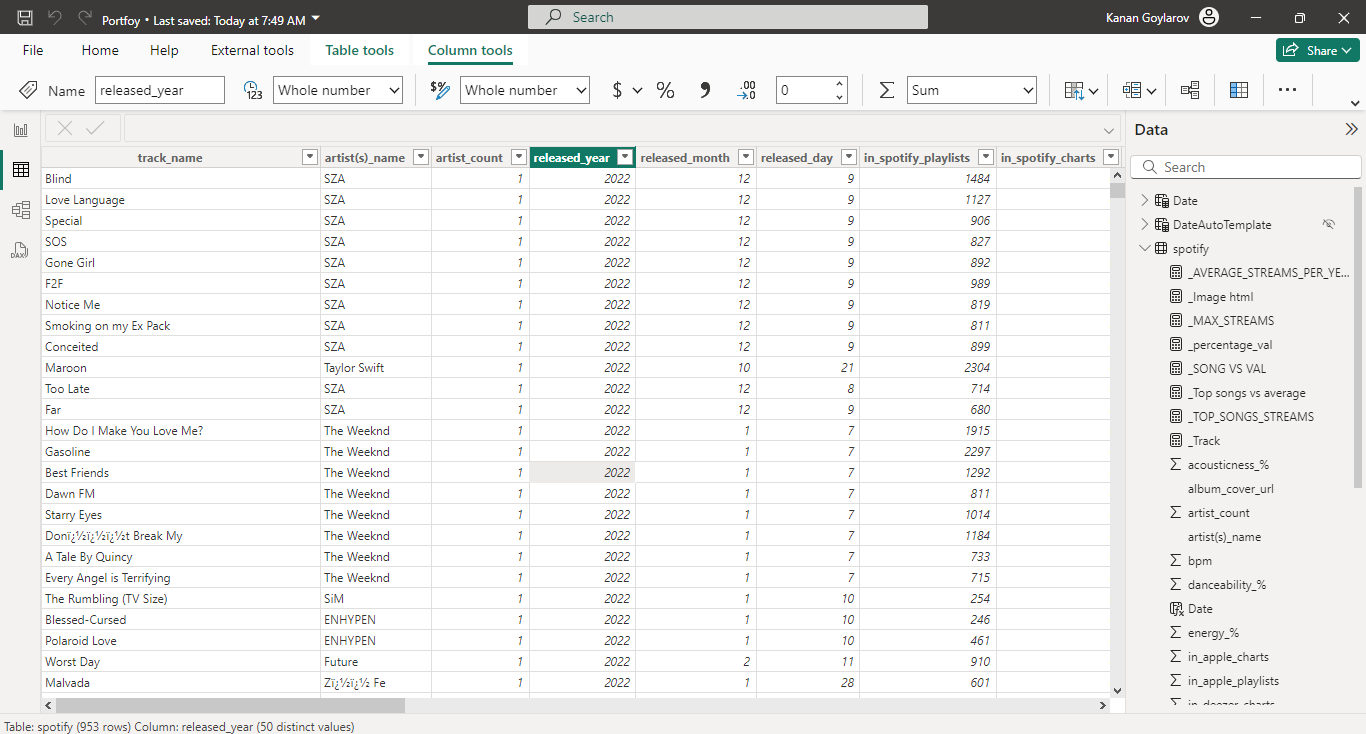 Portfoy • Last saved: Today at 7:49 AM
Search
Kanan Goylarov
File Home Help External tools Table tools Column tools
Share
Name released_year
123
Whole number
Whole number
$ % , .00 →.0 0
Σ Sum
...
track_name artist(s)_name artist_count released_year released_month released_day in_spotify_playlists in_spotify_charts
Blind SZA 1 2022 12 9 1484
Love Language SZA 1 2022 12 9 1127
Special SZA 1 2022 12 9 906
SOS SZA 1 2022 12 9 827
Gone Girl SZA 1 2022 12 9 892
F2F SZA 1 2022 12 9 989
Notice Me SZA 1 2022 12 9 819
Smoking on my Ex Pack SZA 1 2022 12 9 811
Conceited SZA 1 2022 12 9 899
Maroon Taylor Swift 1 2022 10 21 2304
Too Late SZA 1 2022 12 8 714
Far SZA 1 2022 12 9 680
How Do I Make You Love Me? The Weeknd 1 2022 1 7 1915
Gasoline The Weeknd 1 2022 1 7 2297
Best Friends The Weeknd 1 2022 1 7 1292
Dawn FM The Weeknd 1 2022 1 7 811
Starry Eyes The Weeknd 1 2022 1 7 1014
Donï¿½ï¿½ï¿½t Break My The Weeknd 1 2022 1 7 1184
A Tale By Quincy The Weeknd 1 2022 1 7 733
Every Angel is Terrifying The Weeknd 1 2022 1 7 715
The Rumbling (TV Size) SiM 1 2022 1 10 254
Blessed-Cursed ENHYPEN 1 2022 1 10 246
Polaroid Love ENHYPEN 1 2022 1 10 461
Worst Day Future 1 2022 2 11 910
Malvada Zï¿½ï¿½ Fe 1 2022 1 28 601
DAX
Data
Search
Date
DateAutoTemplate
spotify
_AVERAGE_STREAMS_PER_YE...
_Image html
_MAX_STREAMS
_percentage_val
_SONG VS VAL
_Top songs vs average
_TOP_SONGS_STREAMS
_Track
Σ acousticness_%
album_cover_url
Σ artist_count
artist(s)_name
Σ bpm
Σ danceability_%
Date
Σ energy_%
Σ in_apple_charts
Σ in_apple_playlists
Σ in_deezer_charts
Table: spotify (953 rows) Column: released_year (50 distinct values)